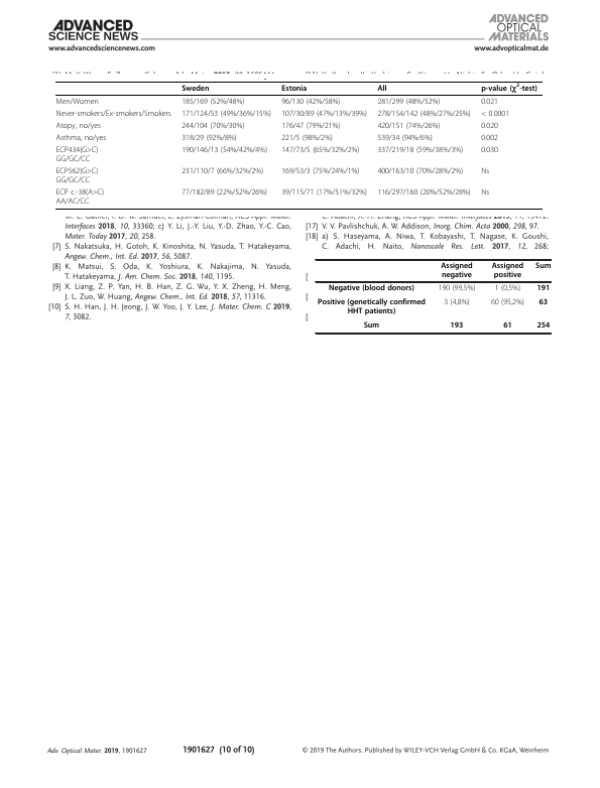 ADVANCED
SCIENCE NEWS
www.advancedsciencenews.com
ADVANCED
OPTICAL
MATERIALS
www.advopticalmat.de
Sweden Estonia All p-value (χ²-test)
Men/Women 185/169 (52%/48%) 96/130 (42%/58%) 281/299 (48%/52%) 0.021
Never-smokers/Ex-smokers/Smokers 171/124/53 (49%/36%/15%) 107/30/89 (47%/13%/39%) 278/154/142 (48%/27%/25%) < 0.0001
Atopy, no/yes 244/104 (70%/30%) 176/47 (79%/21%) 420/151 (74%/26%) 0.020
Asthma, no/yes 318/29 (92%/8%) 221/5 (98%/2%) 539/34 (94%/6%) 0.002
ECP434(G>C) 190/146/13 (54%/42%/4%) 147/73/5 (65%/32%/2%) 337/219/18 (59%/38%/3%) 0.030
GG/GC/CC
ECP562(G>C) 231/110/7 (66%/32%/2%) 169/53/3 (75%/24%/1%) 400/163/10 (70%/28%/2%) Ns
GG/GC/CC
ECP c.-38(A>C) 77/182/89 (22%/52%/26%) 39/115/71 (17%/51%/32%) 116/297/160 (20%/52%/28%) Ns
AA/AC/CC
Interfaces 2018, 10, 33360; c) Y. Li, J.-Y. Liu, Y.-D. Zhao, Y.-C. Cao,
Mater. Today 2017, 20, 258.
[7] S. Nakatsuka, H. Gotoh, K. Kinoshita, N. Yasuda, T. Hatakeyama,
Angew. Chem., Int. Ed. 2017, 56, 5087.
[8] K. Matsui, S. Oda, K. Yoshiura, K. Nakajima, N. Yasuda,
T. Hatakeyama, J. Am. Chem. Soc. 2018, 140, 1195.
[9] X. Liang, Z. P. Yan, H. B. Han, Z. G. Wu, Y. X. Zheng, H. Meng,
J. L. Zuo, W. Huang, Angew. Chem., Int. Ed. 2018, 57, 11316.
[10] S. H. Han, J. H. Jeong, J. W. Yoo, J. Y. Lee, J. Mater. Chem. C 2019,
7, 3082.
[17] V. V. Pavlishchuk, A. W. Addison, Inorg. Chim. Acta 2000, 298, 97.
[18] a) S. Haseyama, A. Niwa, T. Kobayashi, T. Nagase, K. Goushi,
C. Adachi, H. Naito, Nanoscale Res. Lett. 2017, 12, 268;
Assigned negative Assigned positive Sum
Negative (blood donors) 190 (99,5%) 1 (0,5%) 191
Positive (genetically confirmed 3 (4,8%) 60 (95,2%) 63
HHT patients)
Sum 193 61 254
Adv. Optical Mater. 2019, 1901627
1901627 (10 of 10)
© 2019 The Authors. Published by WILEY-VCH Verlag GmbH & Co. KGaA, Weinheim